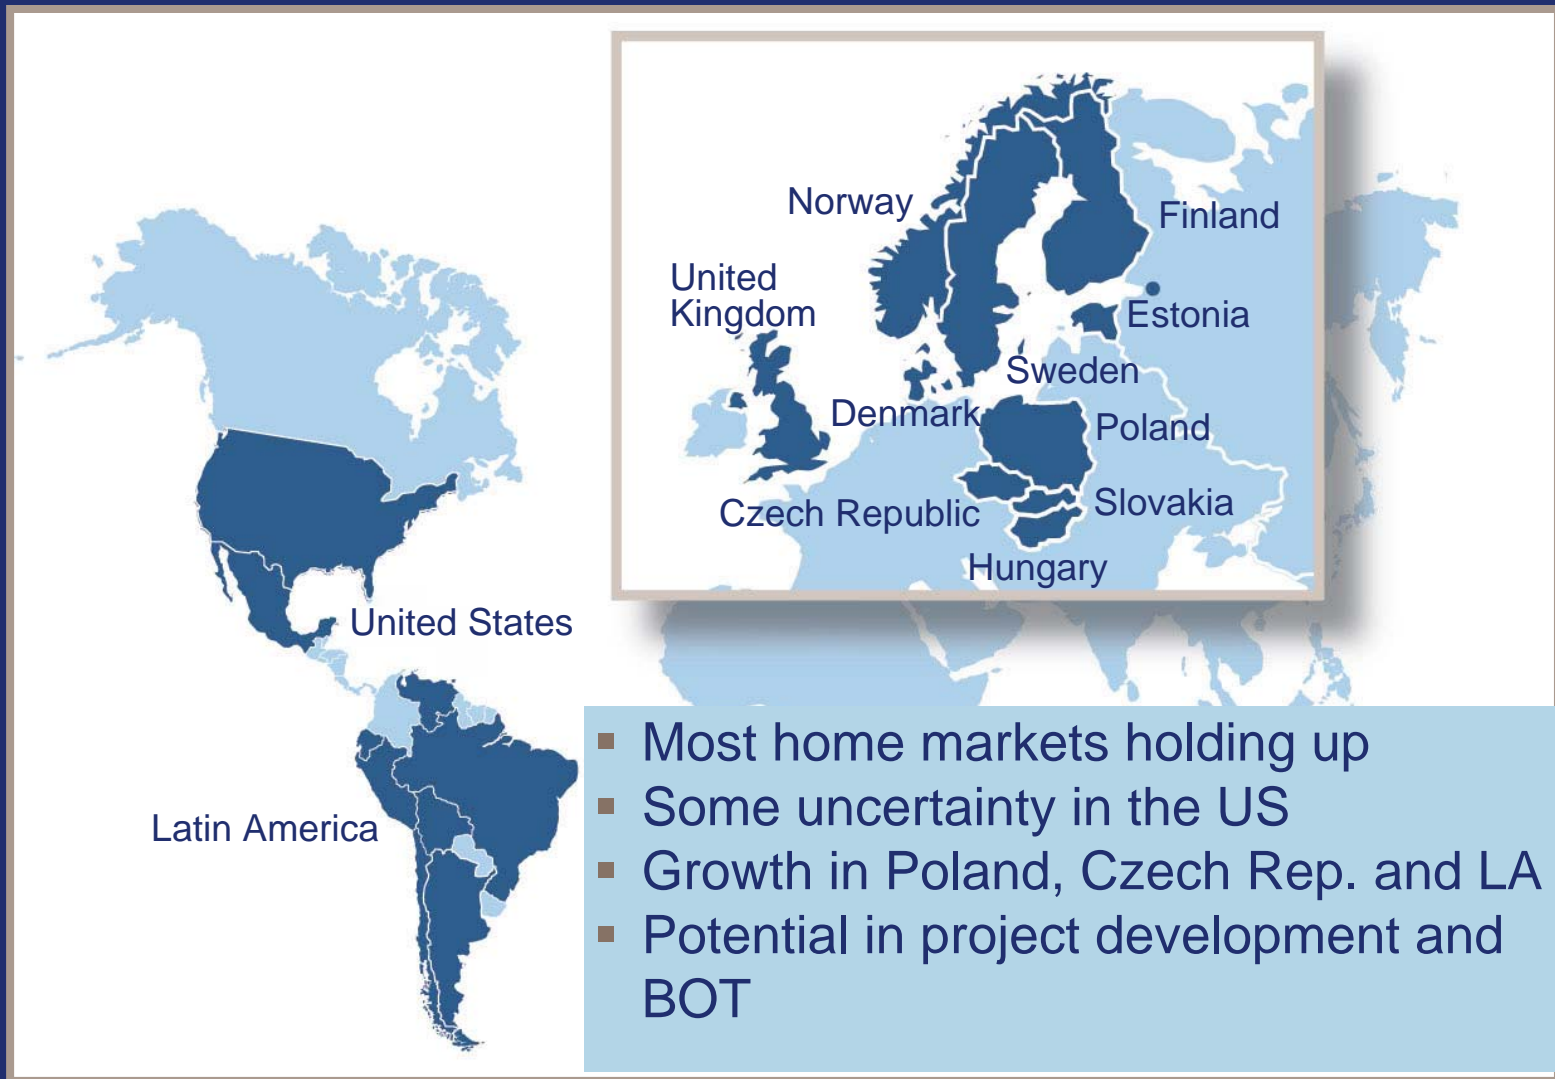 Norway
Finland
United
Kingdom
Estonia
Sweden
Denmark
Poland
Czech Republic
Slovakia
Hungary
United States
Latin America
▪ Most home markets holding up
▪ Some uncertainty in the US
▪ Growth in Poland, Czech Rep. and LA
▪ Potential in project development and
BOT